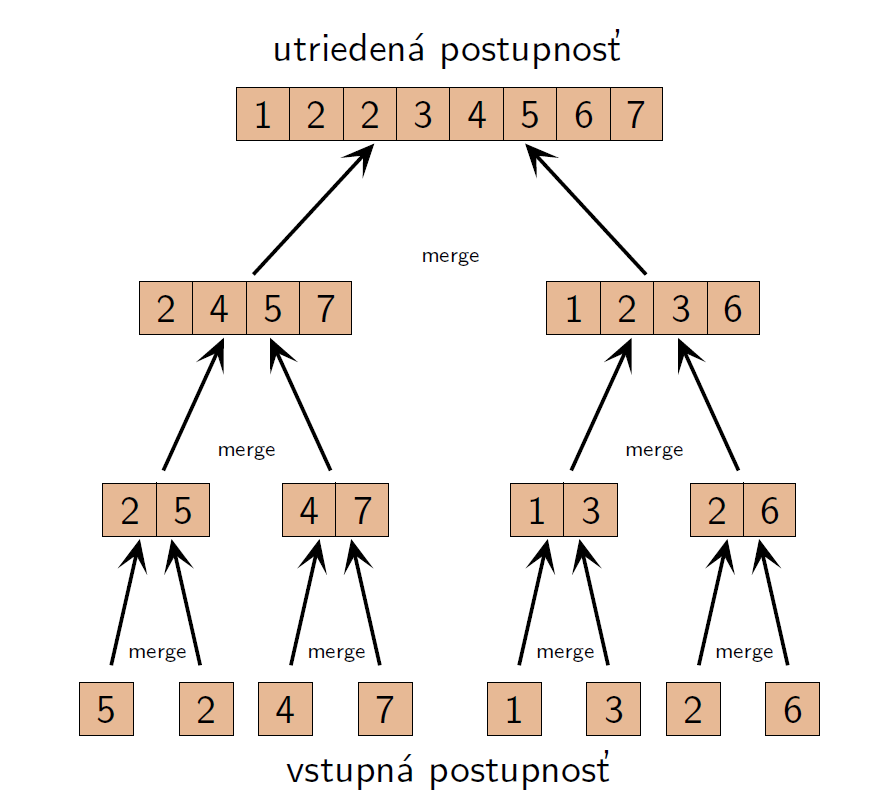 utriedená postupnosť
1 2 2 3 4 5 6 7
merge
2 4 5 7 1 2 3 6
merge merge
2 5 4 7 1 3 2 6
merge merge merge merge
5 2 4 7 1 3 2 6
vstupná postupnosť